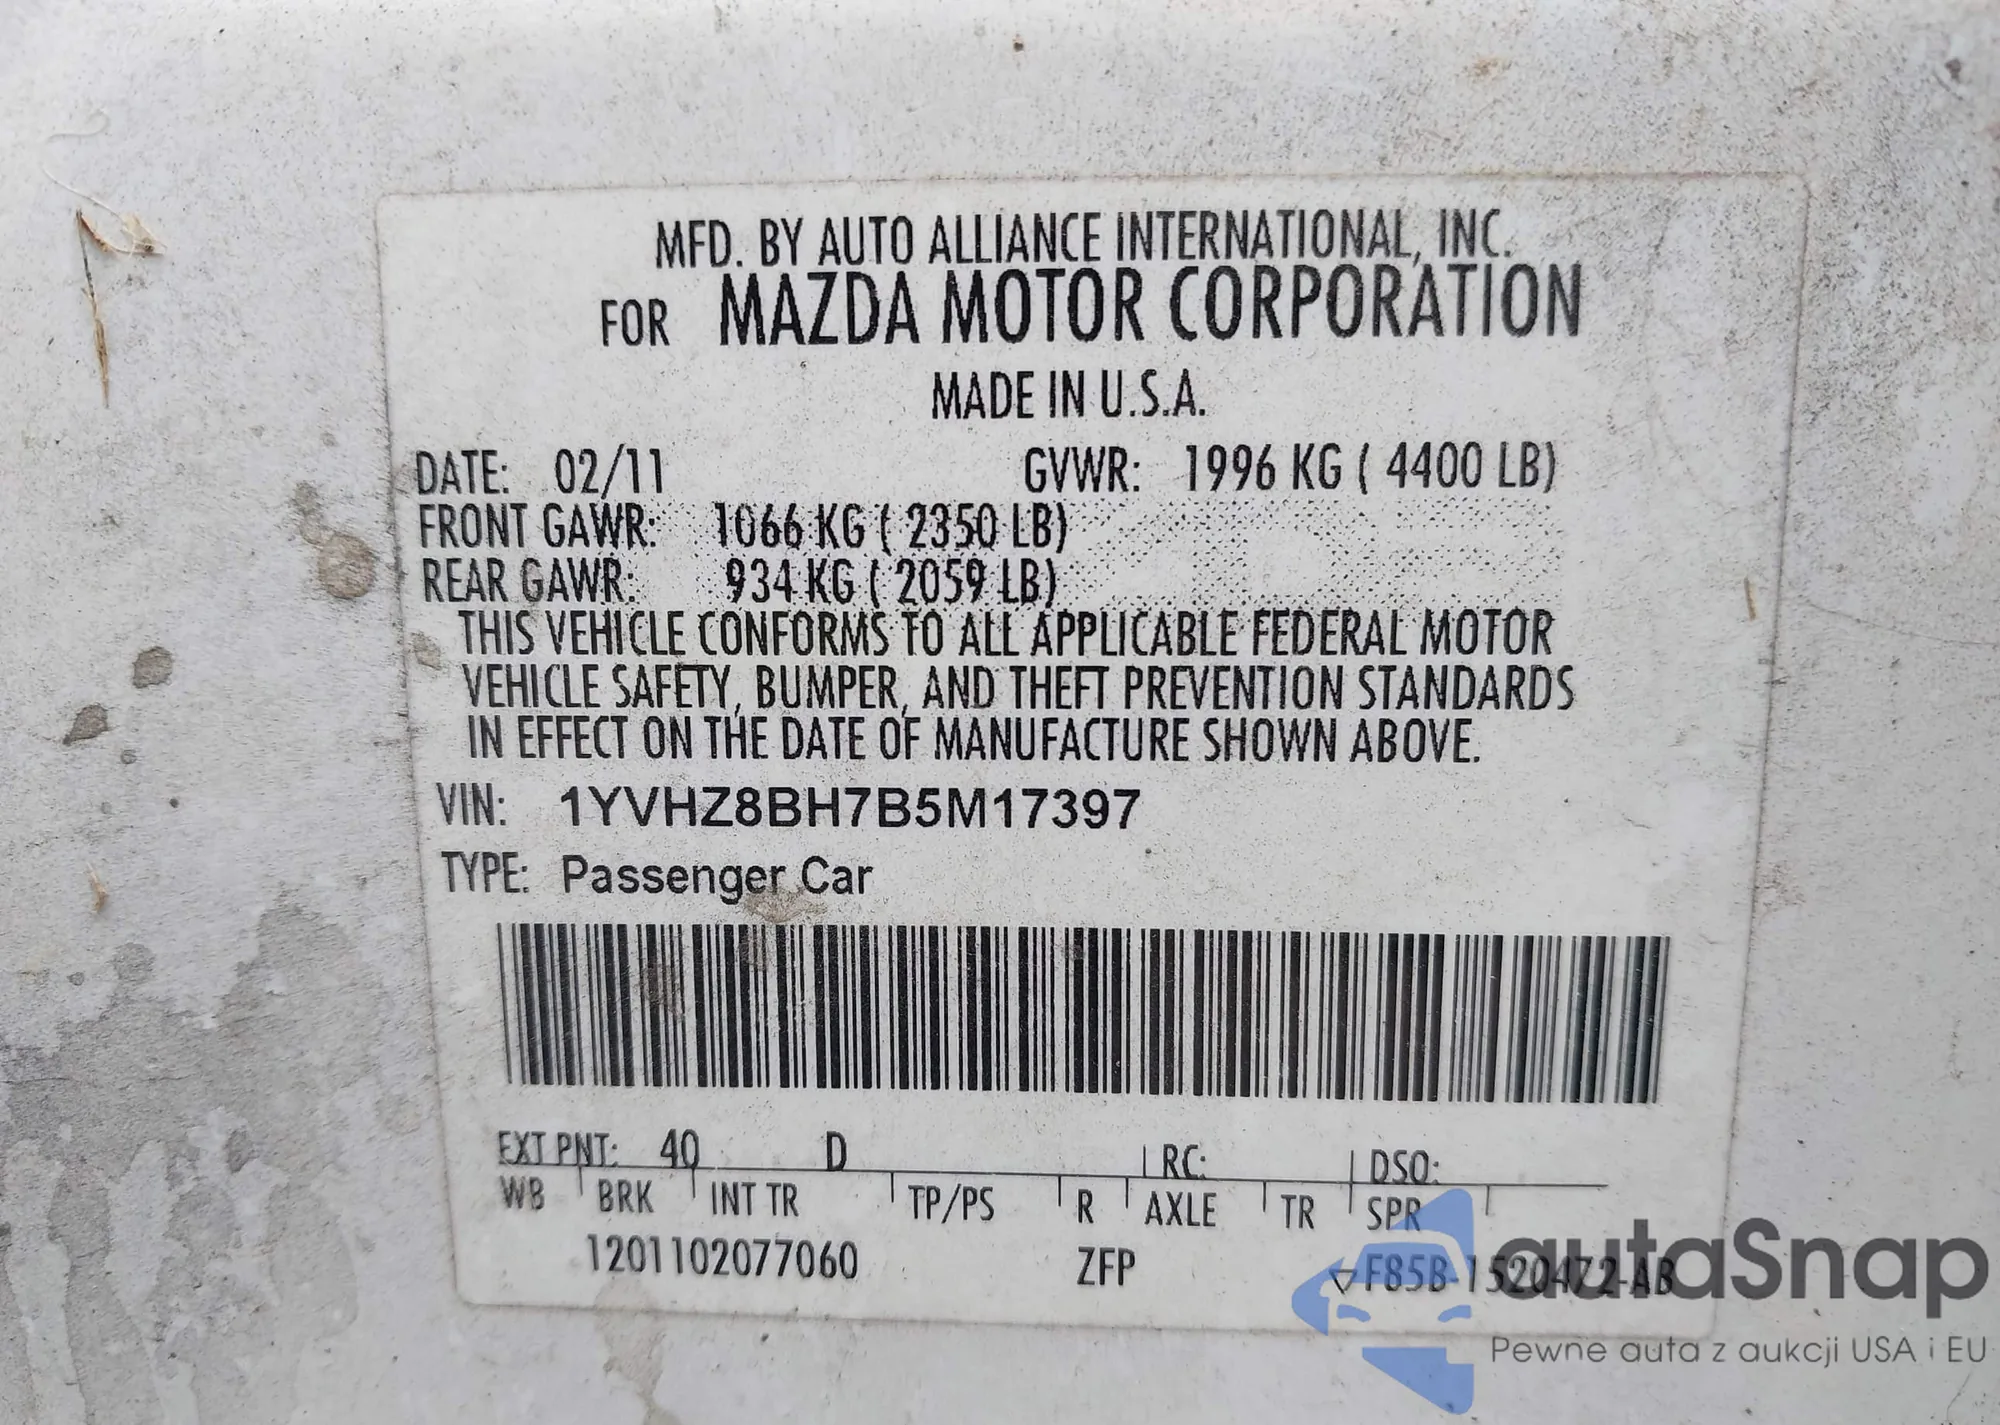 MFD. BY AUTO ALLIANCE INTERNATIONAL, INC.
FOR MAZDA MOTOR CORPORATION
MADE IN U.S.A.
DATE: 02/11 GVWR: 1996 KG ( 4400 LB)
FRONT GAWR: 1066 KG ( 2350 LB)
REAR GAWR: 934 KG ( 2059 LB)
THIS VEHICLE CONFORMS TO ALL APPLICABLE FEDERAL MOTOR
VEHICLE SAFETY, BUMPER, AND THEFT PREVENTION STANDARDS
IN EFFECT ON THE DATE OF MANUFACTURE SHOWN ABOVE.
VIN: 1YVHZ8BH7B5M17397
TYPE: Passenger Car
EXT PNT: 40 D RC: DSO:
WB BRK INT TR TP/PS R AXLE TR SPR
1201102077060 ZFP F85B-1520472-AB
autaSnap
Pewne auta z aukcji USA i EU